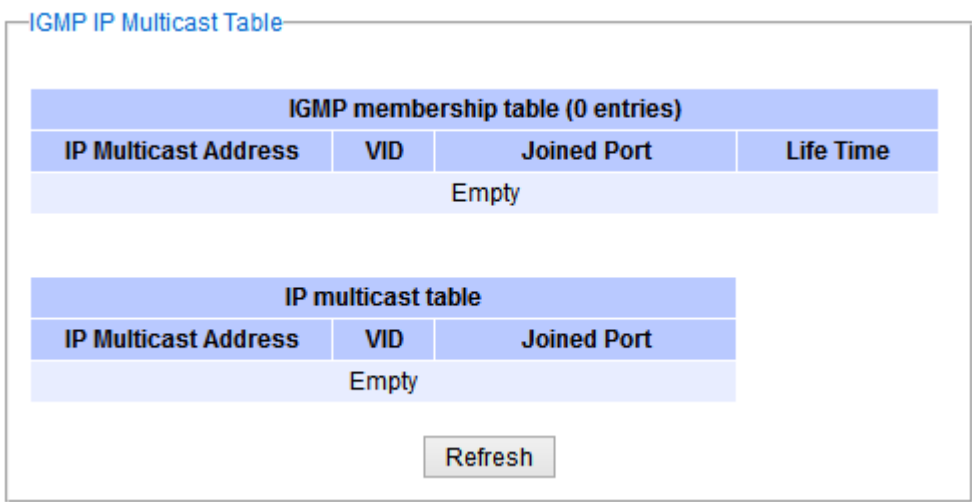 IGMP IP Multicast Table
IGMP membership table (0 entries)
IP Multicast Address VID Joined Port Life Time
Empty
IP multicast table
IP Multicast Address VID Joined Port
Empty
Refresh